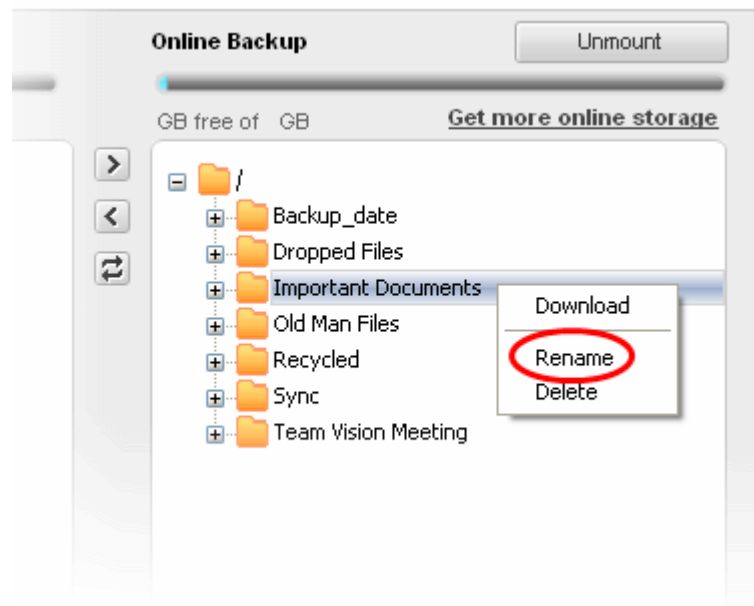 Online Backup
Unmount
GB free of GB
Get more online storage
/
Backup_date
Dropped Files
Important Documents
Old Man Files
Recycled
Sync
Team Vision Meeting
Download
Rename
Delete